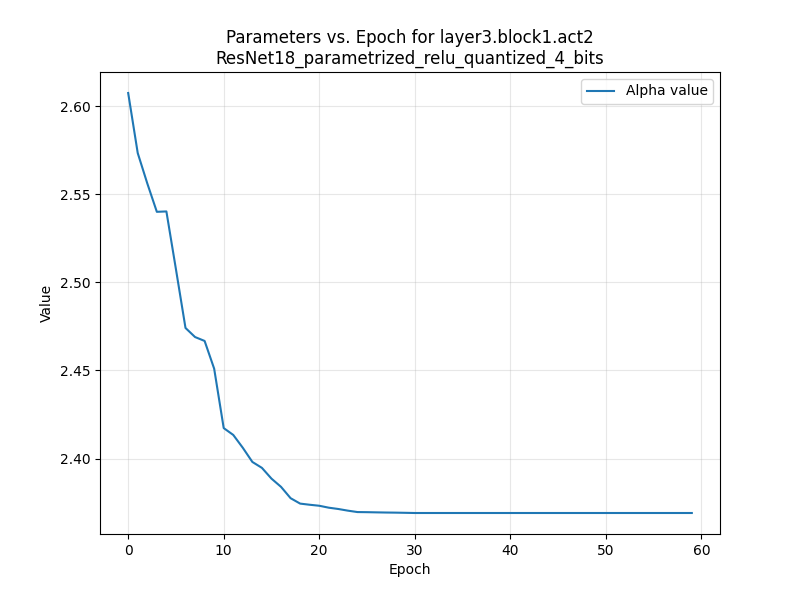 Parameters vs. Epoch for layer3.block1.act2
ResNet18_parametrized_relu_quantized_4_bits
Alpha value
2.60
2.55
2.50
2.45
2.40
Value
0 10 20 30 40 50 60
Epoch